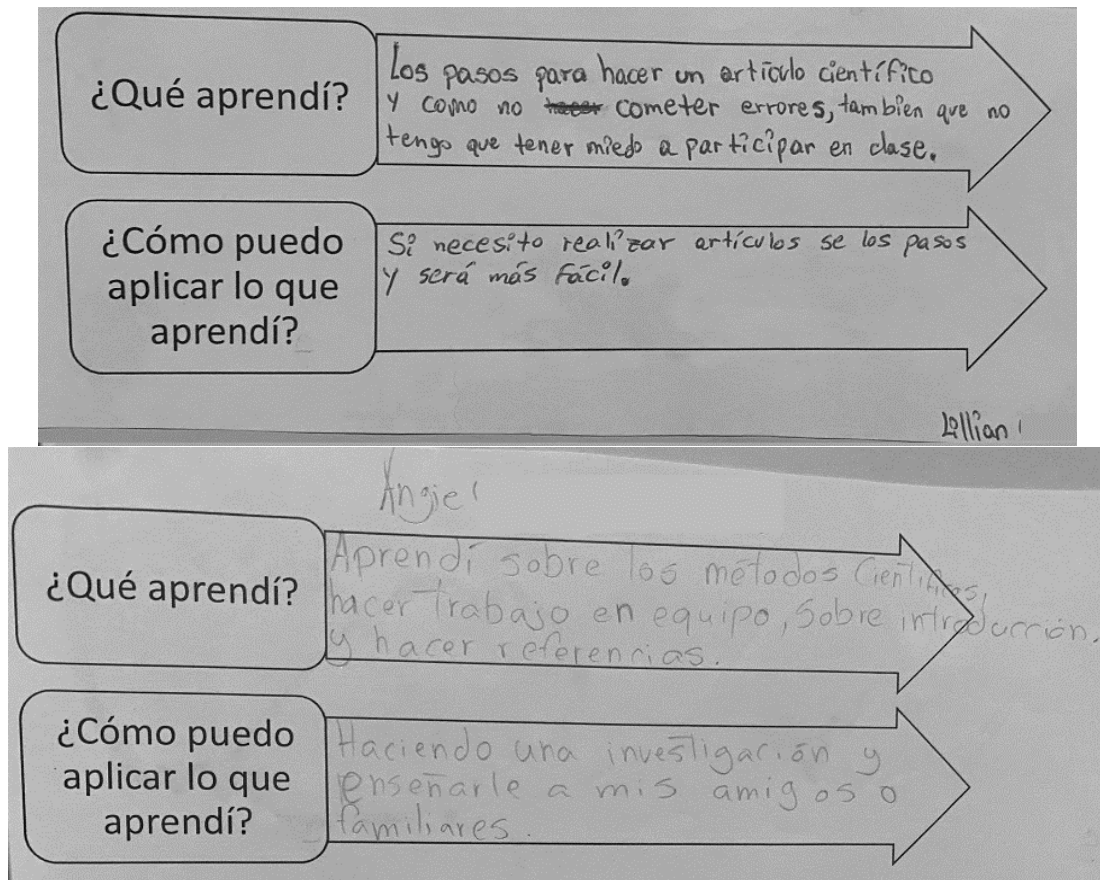 ¿Qué aprendí?
Los pasos para hacer un artículo científico
y como no cometer errores, tambien que no
tengo que tener miedo a participar en clase.
¿Cómo puedo
aplicar lo que
aprendí?
Si necesito realizar artículos se los pasos
y será más fácil.
Lillian
Angie
¿Qué aprendí?
Aprendí sobre los métodos Científicos,
hacer trabajo en equipo, Sobre introducción,
y hacer referencias.
¿Cómo puedo
aplicar lo que
aprendí?
Haciendo una investigación y
enseñarle a mis amigos o
familiares.